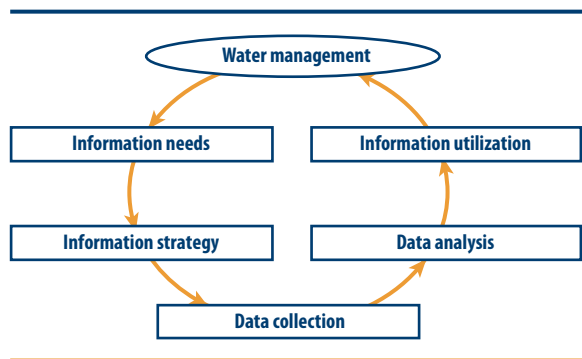 Water management
Information needs
Information utilization
Information strategy
Data analysis
Data collection